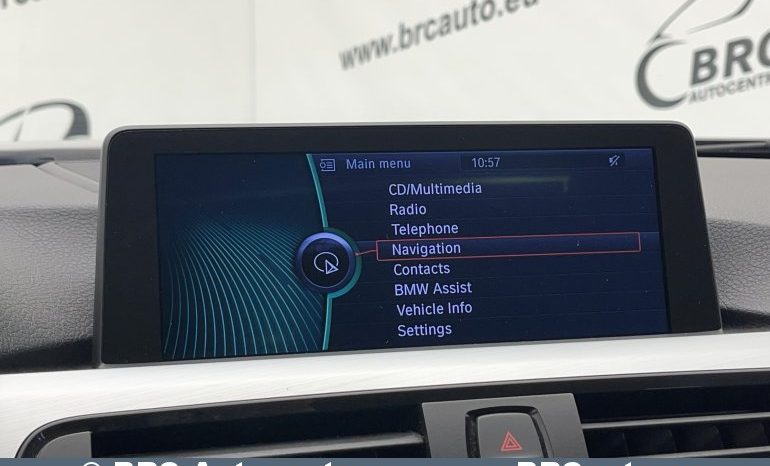 www.brcauto.eu
BRC
AUTOCENTR
Main menu 10:57
CD/Multimedia
Radio
Telephone
Navigation
Contacts
BMW Assist
Vehicle Info
Settings